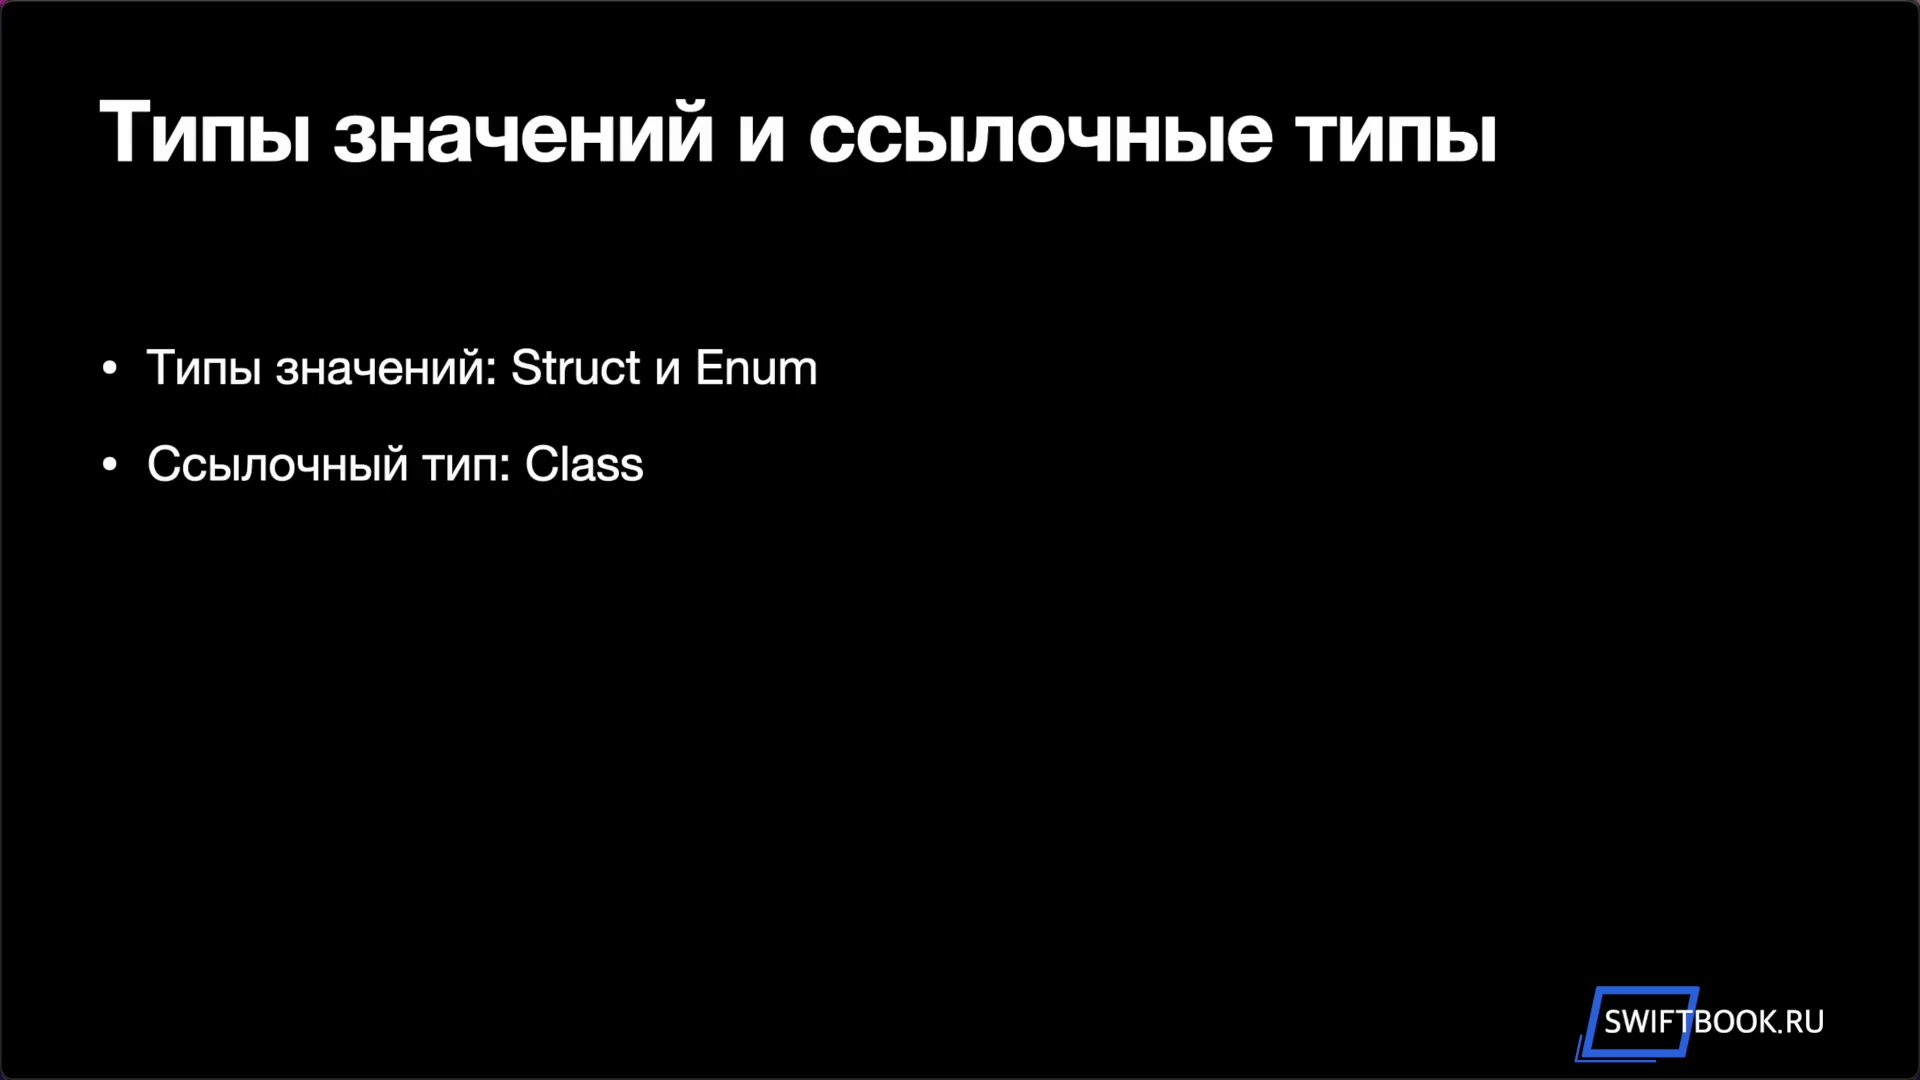 Типы значений и ссылочные типы
• Типы значений: Struct и Enum
• Ссылочный тип: Class
SWIFTBOOK.RU